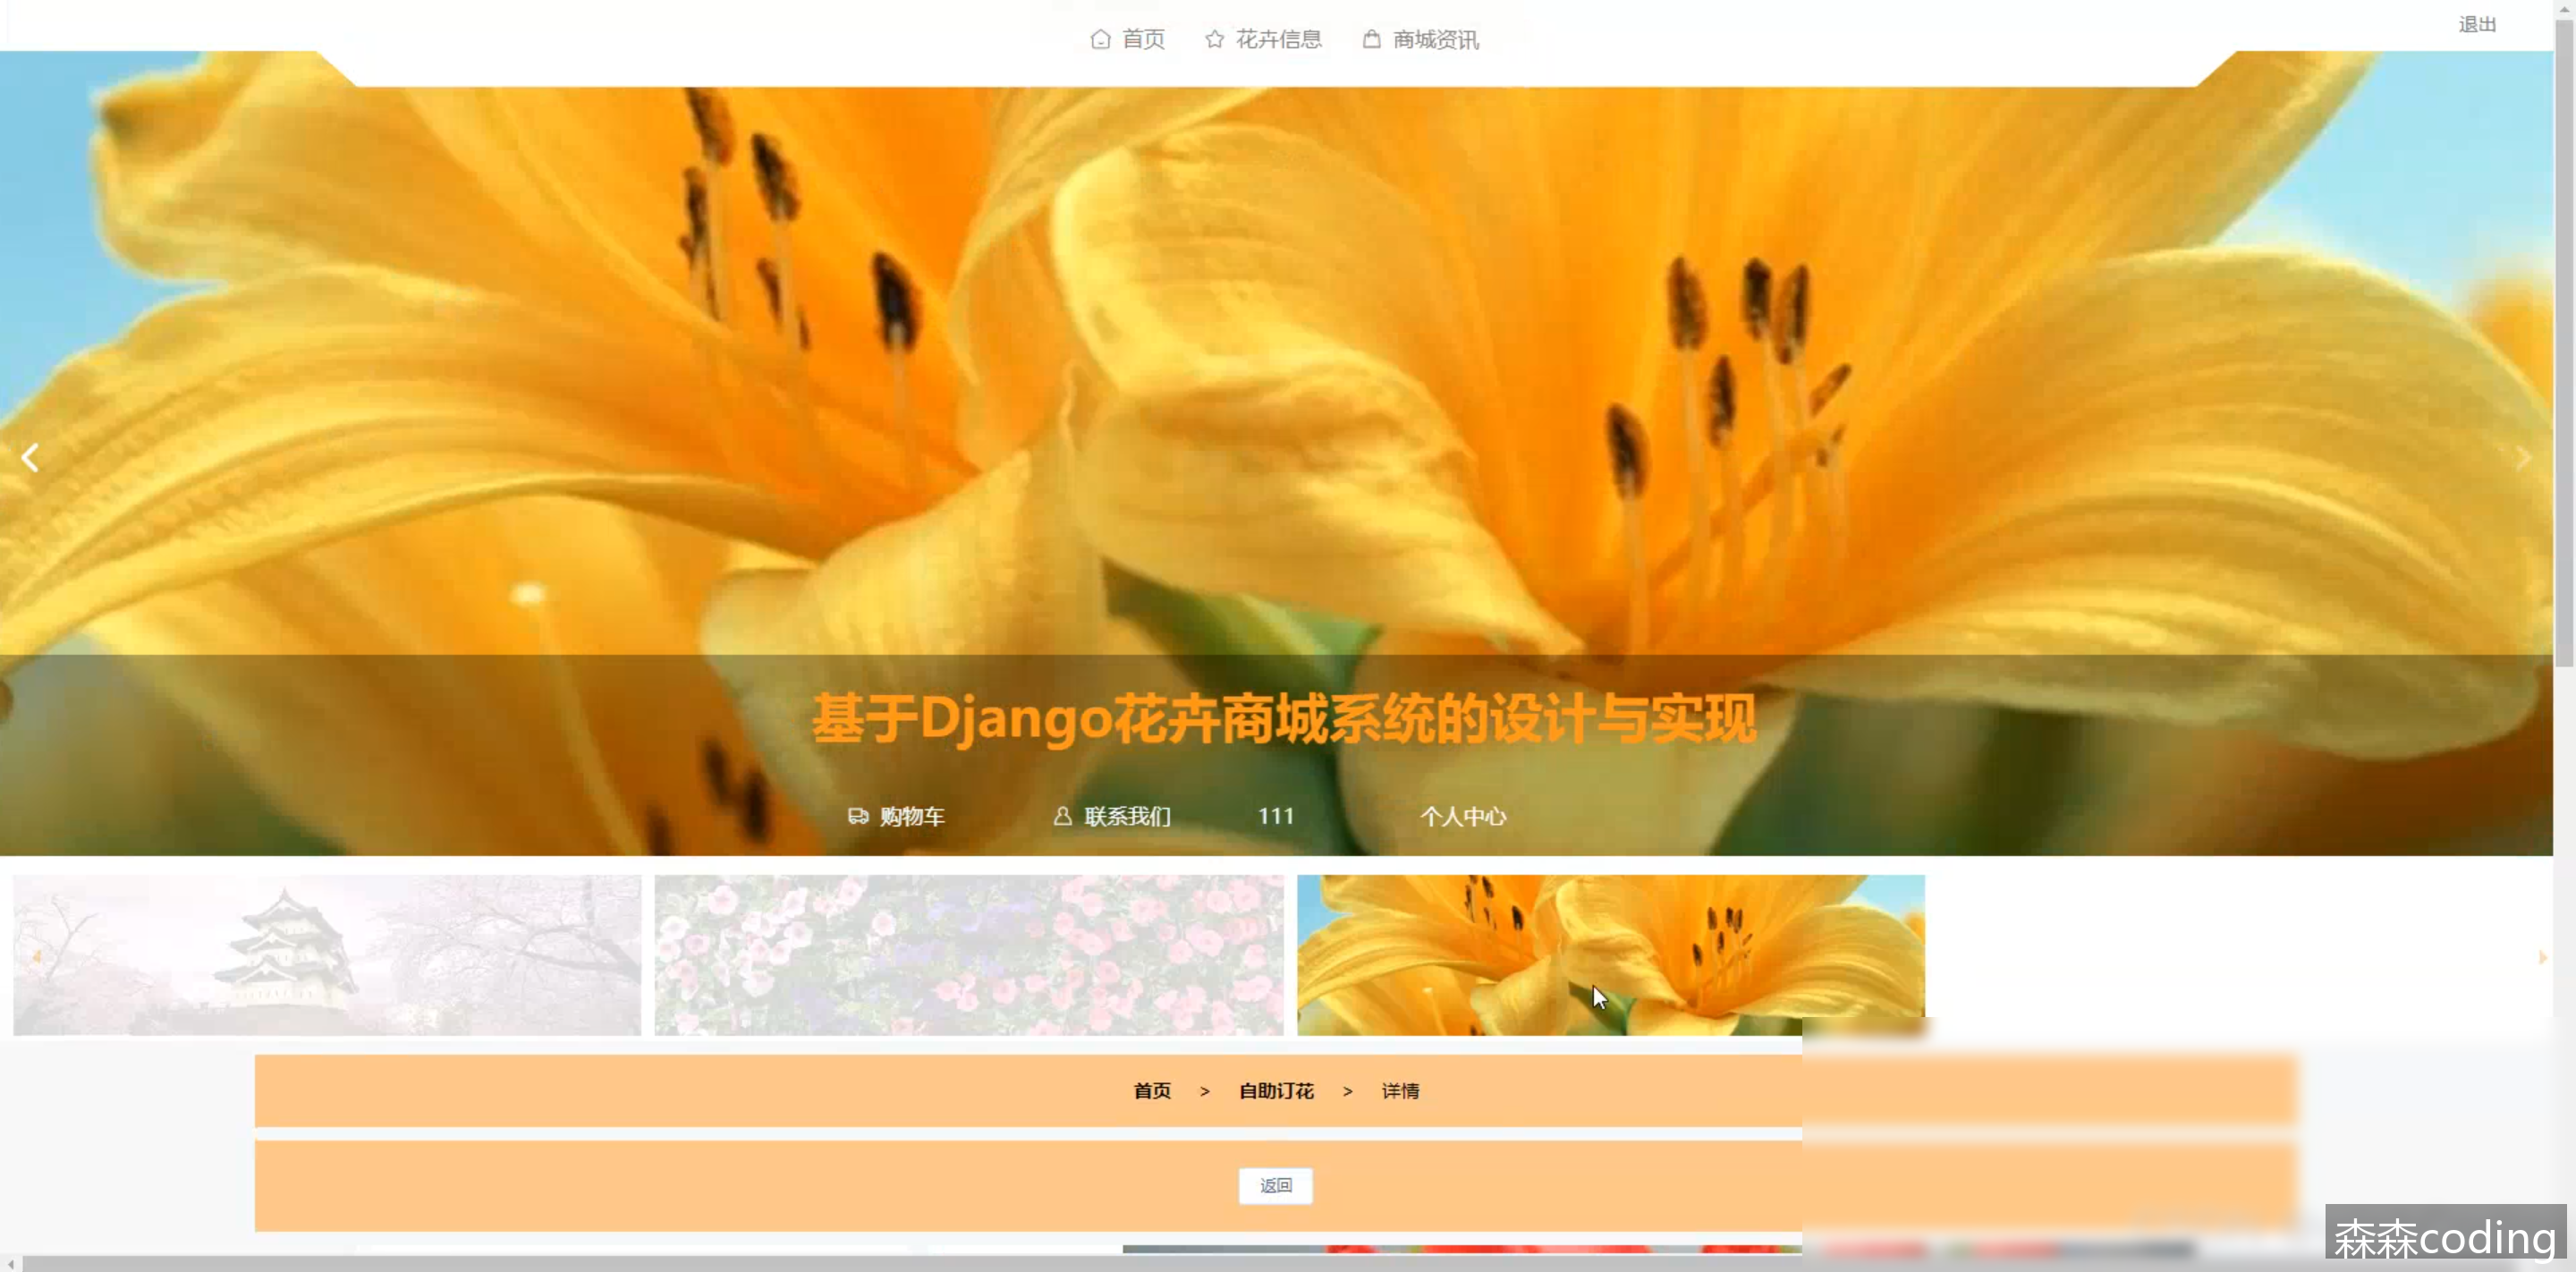 首页 花卉信息 商城资讯
退出
基于Django花卉商城系统的设计与实现
购物车 联系我们 111 个人中心
首页 > 自助订花 > 详情
返回
森森coding